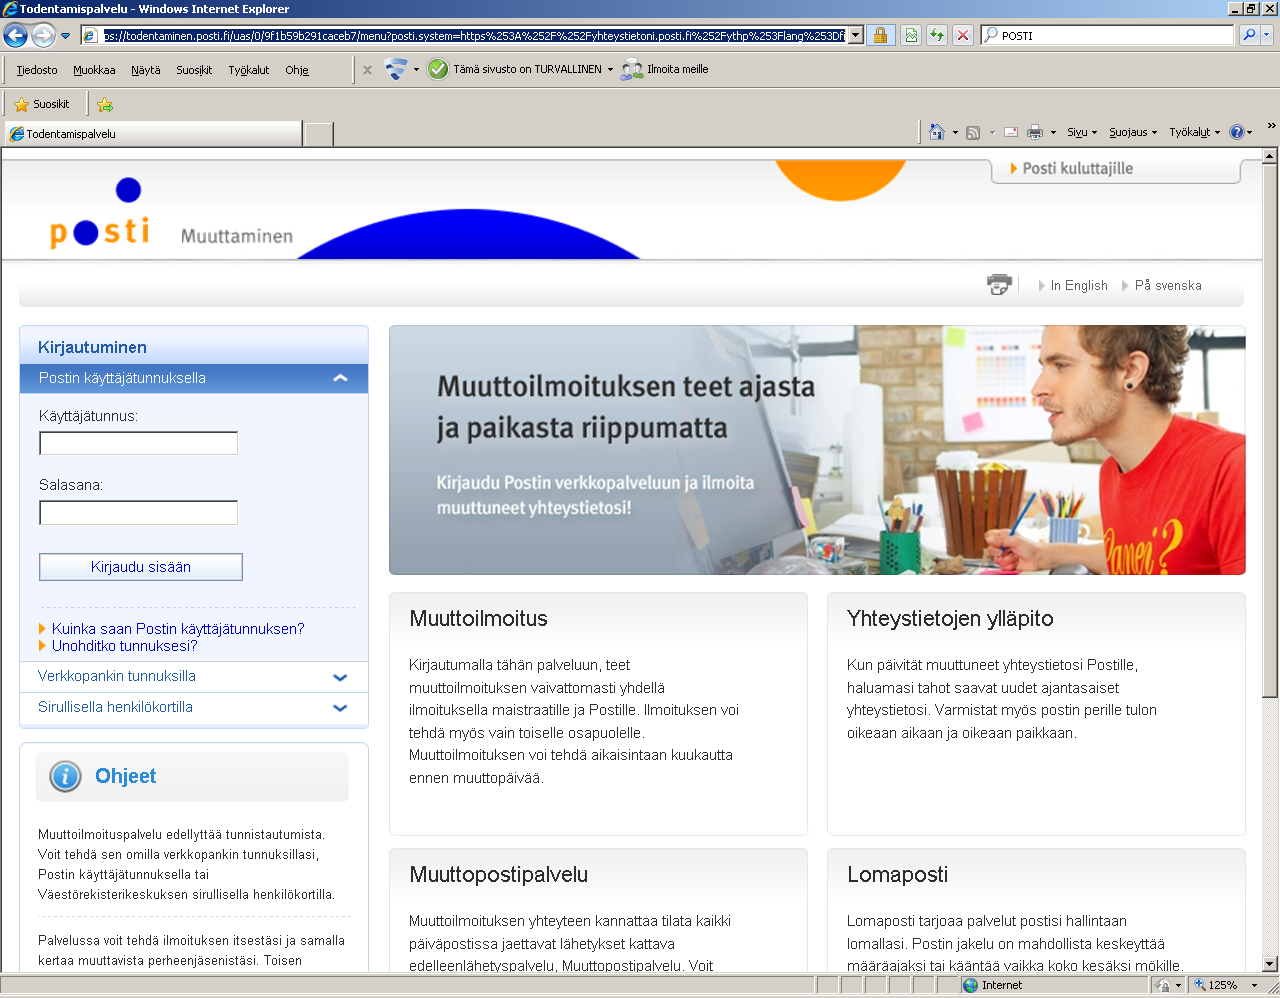 Todentamispalvelu - Windows Internet Explorer
ps://todentaminen.posti.fi/uas/0/9f1b59b291caceb7/menu?posti.system=https%253A%252F%252Fyhteystietoni.posti.fi%252Fythp%253Flang%253Dfi
POSTI
Tiedosto Muokkaa Näytä Suosikit Työkalut Ohje
Tämä sivusto on TURVALLINEN
Ilmoita meille
Suosikit
Todentamispalvelu
Sivu Suojaus Työkalut
Posti kuluttajille
posti
Muuttaminen
In English På svenska
Kirjautuminen
Postin käyttäjätunnuksella
Käyttäjätunnus:
Salasana:
Kirjaudu sisään
Kuinka saan Postin käyttäjätunnuksen?
Unohditko tunnuksesi?
Verkkopankin tunnuksilla
Sirullisella henkilökortilla
Ohjeet
Muuttoilmoituspalvelu edellyttää tunnistautumista.
Voit tehdä sen omilla verkkopankin tunnuksillasi,
Postin käyttäjätunnuksella tai
Väestörekisterikeskuksen sirullisella henkilökortilla.
Palvelussa voit tehdä ilmoituksen itsestäsi ja samalla
kertaa muuttavista perheenjäsenistäsi. Toisen
Muuttoilmoituksen teet ajasta
ja paikasta riippumatta
Kirjaudu Postin verkkopalveluun ja ilmoita
muuttuneet yhteystietosi!
Muuttoilmoitus
Kirjautumalla tähän palveluun, teet
muuttoilmoituksen vaivattomasti yhdellä
ilmoituksella maistraatille ja Postille. Ilmoituksen voi
tehdä myös vain toiselle osapuolelle.
Muuttoilmoituksen voi tehdä aikaisintaan kuukautta
ennen muuttopäivää.
Yhteystietojen ylläpito
Kun päivität muuttuneet yhteystietosi Postille,
haluamasi tahot saavat uudet ajantasaiset
yhteystietosi. Varmistat myös postin perille tulon
oikeaan aikaan ja oikeaan paikkaan.
Muuttopostipalvelu
Muuttoilmoituksen yhteyteen kannattaa tilata kaikki
päiväpostissa jaettavat lähetykset kattava
edelleenlähetyspalvelu, Muuttopostipalvelu. Voit
Lomaposti
Lomaposti tarjoaa palvelut postisi hallintaan
lomallasi. Postin jakelu on mahdollista keskeyttää
määräajaksi tai kääntää vaikka koko kesäksi mökille.
Internet
125%